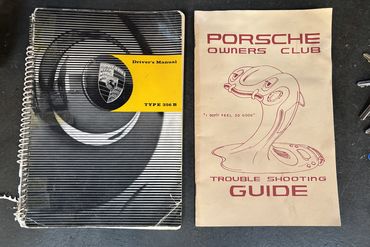 Driver's Manual
TYPE 356 B
PORSCHE
OWNERS CLUB
"I DON'T FEEL SO GOOD"
TROUBLE SHOOTING
GUIDE